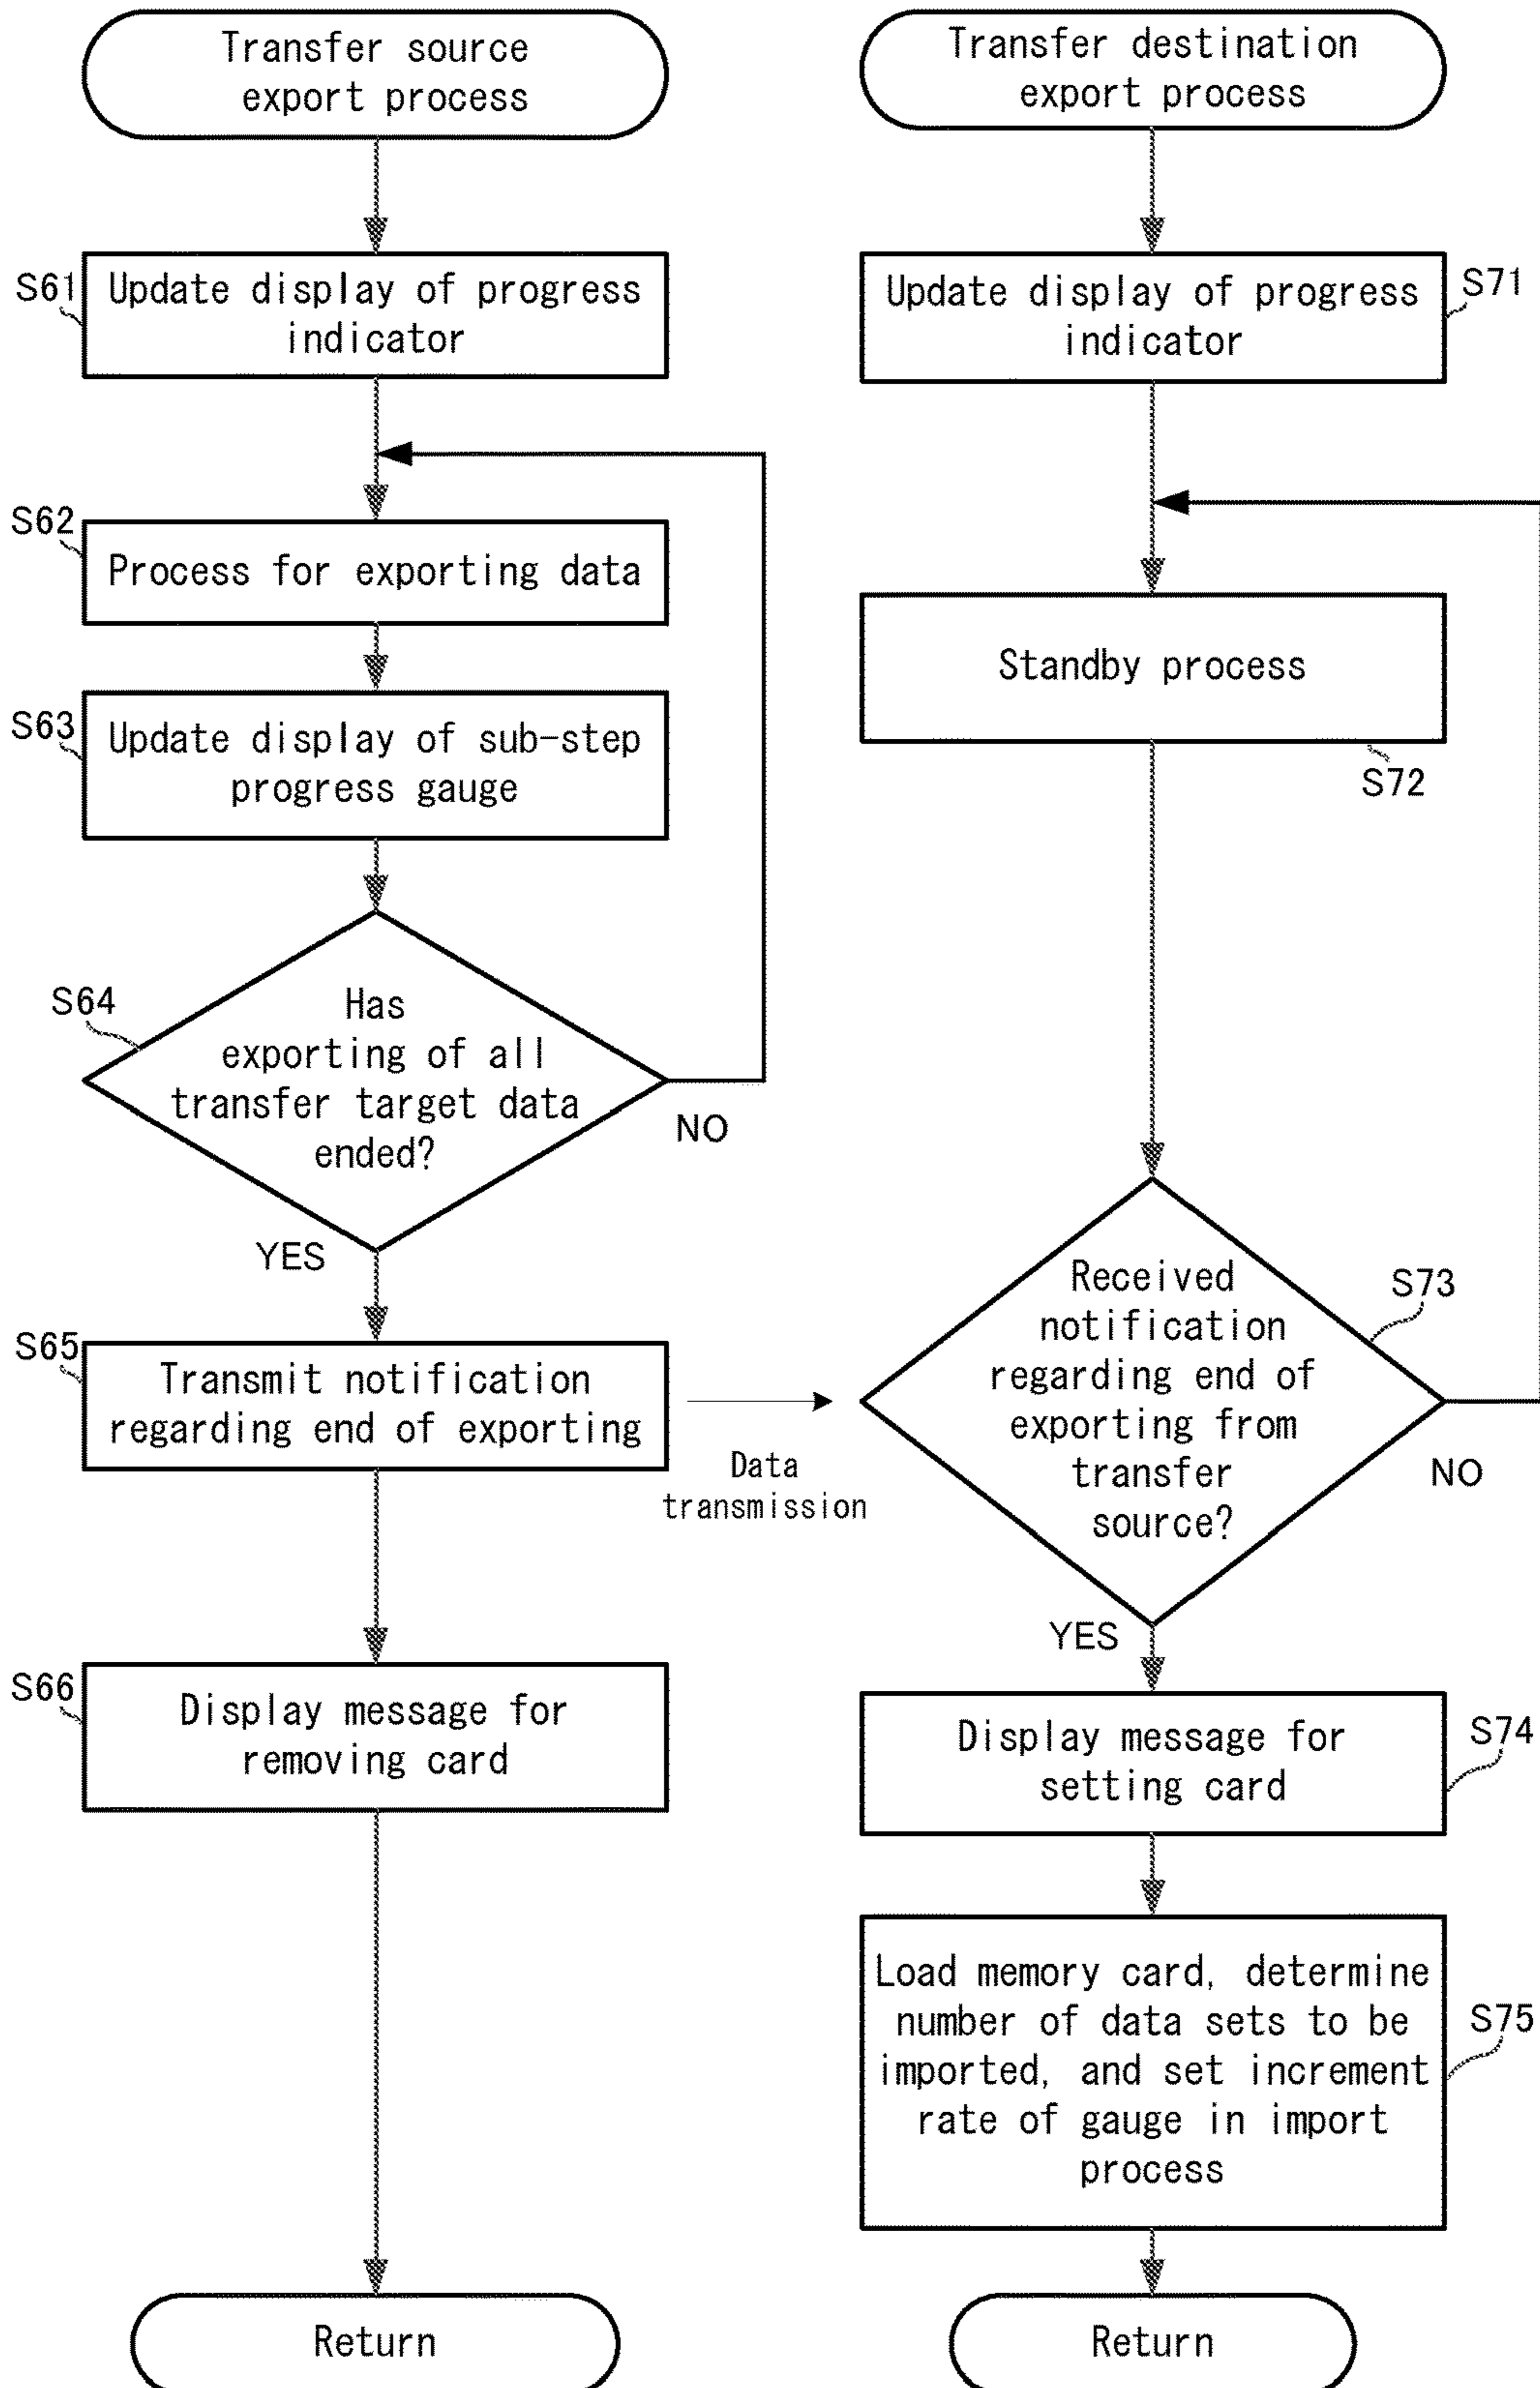 Transfer source
export process
S61
Update display of progress
indicator
S62
Process for exporting data
S63
Update display of sub-step
progress gauge
S64
Has
exporting of all
transfer target data
ended?
NO
YES
S65
Transmit notification
regarding end of exporting
Data
transmission
S66
Display message for
removing card
Return
Transfer destination
export process
S71
Update display of progress
indicator
Standby process
S72
Received
notification
regarding end of
exporting from
transfer
source?
S73
NO
YES
Display message for
setting card
S74
Load memory card, determine
number of data sets to be
imported, and set increment
rate of gauge in import
process
S75
Return